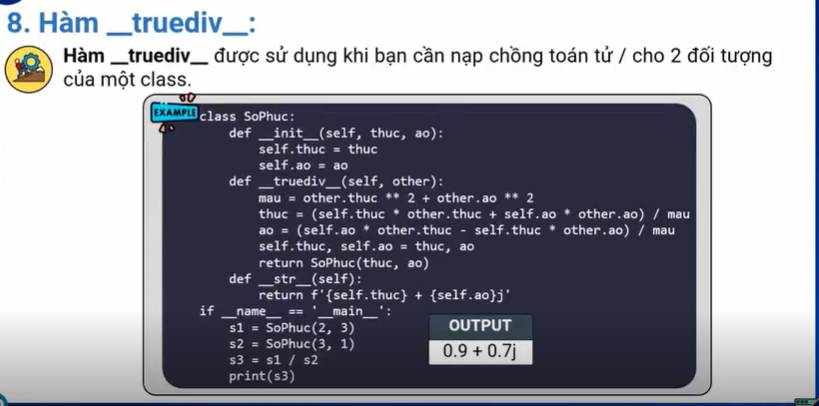 8. Hàm __truediv__:
Hàm __truediv__ được sử dụng khi bạn cần nạp chồng toán tử / cho 2 đối tượng
của một class.
EXAMPLE
class SoPhuc:
    def __init__(self, thuc, ao):
        self.thuc = thuc
        self.ao = ao
    def __truediv__(self, other):
        mau = other.thuc ** 2 + other.ao ** 2
        thuc = (self.thuc * other.thuc + self.ao * other.ao) / mau
        ao = (self.ao * other.thuc - self.thuc * other.ao) / mau
        self.thuc, self.ao = thuc, ao
        return SoPhuc(thuc, ao)
    def __str__(self):
        return f'{self.thuc} + {self.ao}j'
if __name__ == '__main__':
    s1 = SoPhuc(2, 3)
    s2 = SoPhuc(3, 1)
    s3 = s1 / s2
    print(s3)
OUTPUT
0.9 + 0.7j